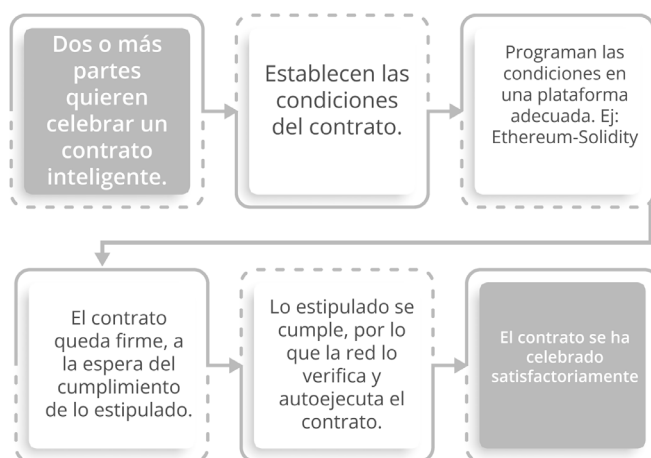 Dos o más
partes
quieren
celebrar un
contrato
inteligente.
Establecen las
condiciones
del contrato.
Programan las
condiciones en
una plataforma
adecuada. Ej:
Ethereum-Solidity
El contrato
queda firme, a
la espera del
cumplimiento
de lo estipulado.
Lo estipulado se
cumple, por lo
que la red lo
verifica y
autoejecuta el
contrato.
El contrato se ha
celebrado
satisfactoriamente